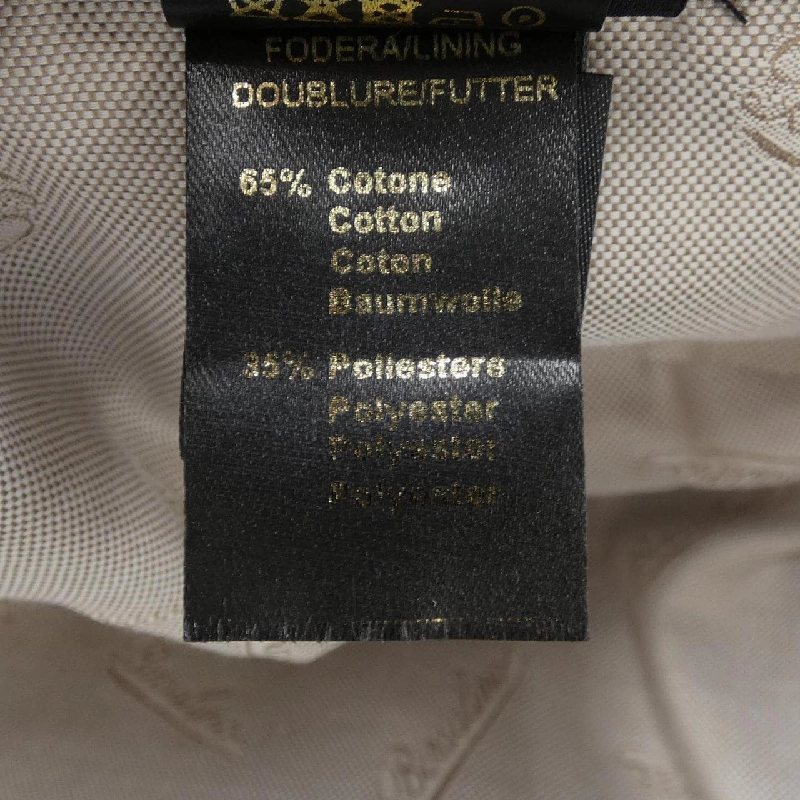 FODERA/LINING
DOUBLURE/FUTTER
65% Cotone
Cotton
Coton
Baumwolle
35% Poliestere
Polyester
Polyester
Polyester